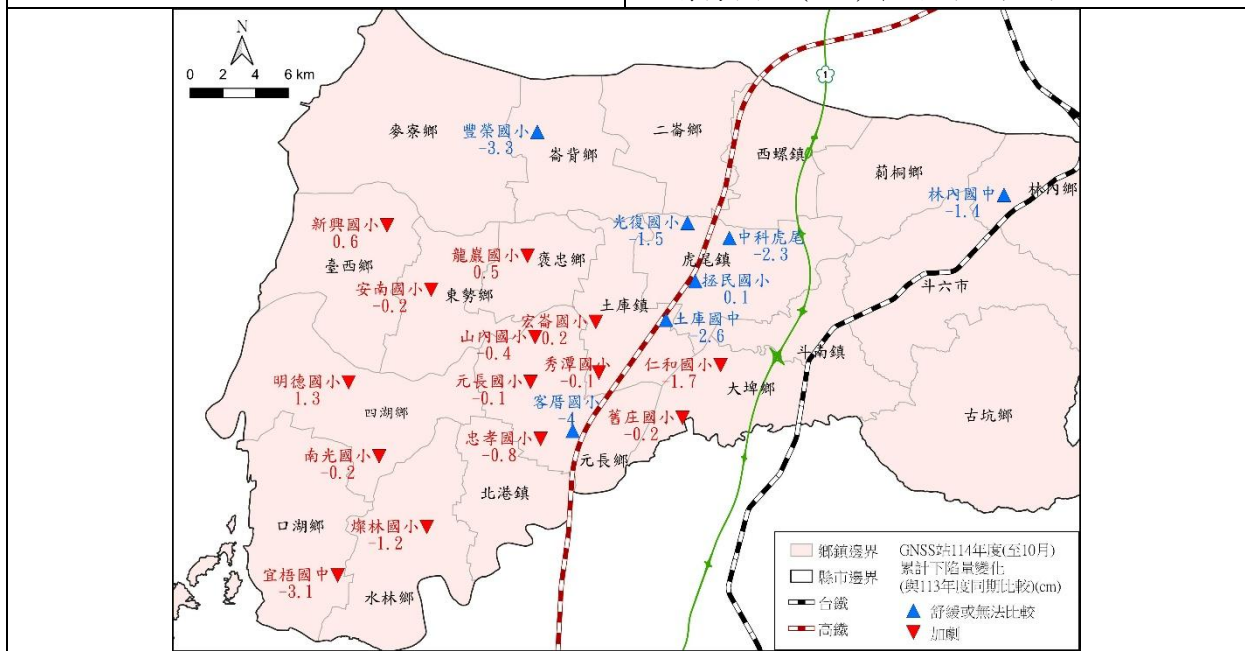 N
0 2 4 6 km
1
麥寮鄉
豐榮國小
-3.3
崙背鄉
二崙鄉
西螺鎮
莿桐鄉
林內國中
-1.4
林內鄉
新興國小
0.6
臺西鄉
龍巖國小
0.5
褒忠鄉
光復國小
-1.5
中科虎尾
-2.3
虎尾鎮
拯民國小
0.1
安南國小
-0.2
東勢鄉
斗六市
土庫鎮
宏崙國小
0.2
土庫國中
-2.6
山內國小
-0.4
斗南鎮
秀潭國小
-0.1
仁和國小
-1.7
大埤鄉
明德國小
1.3
元長國小
-0.1
四湖鄉
客厝國小
-4
舊庄國小
-0.2
古坑鄉
忠孝國小
-0.8
元長鄉
南光國小
-0.2
北港鎮
口湖鄉
燦林國小
-1.2
宜梧國中
-3.1
水林鄉
鄉鎮邊界
縣市邊界
台鐵
高鐵
GNSS站114年度(至10月)
累計下陷量變化
(與113年度同期比較)(cm)
舒緩或無法比較
加劇